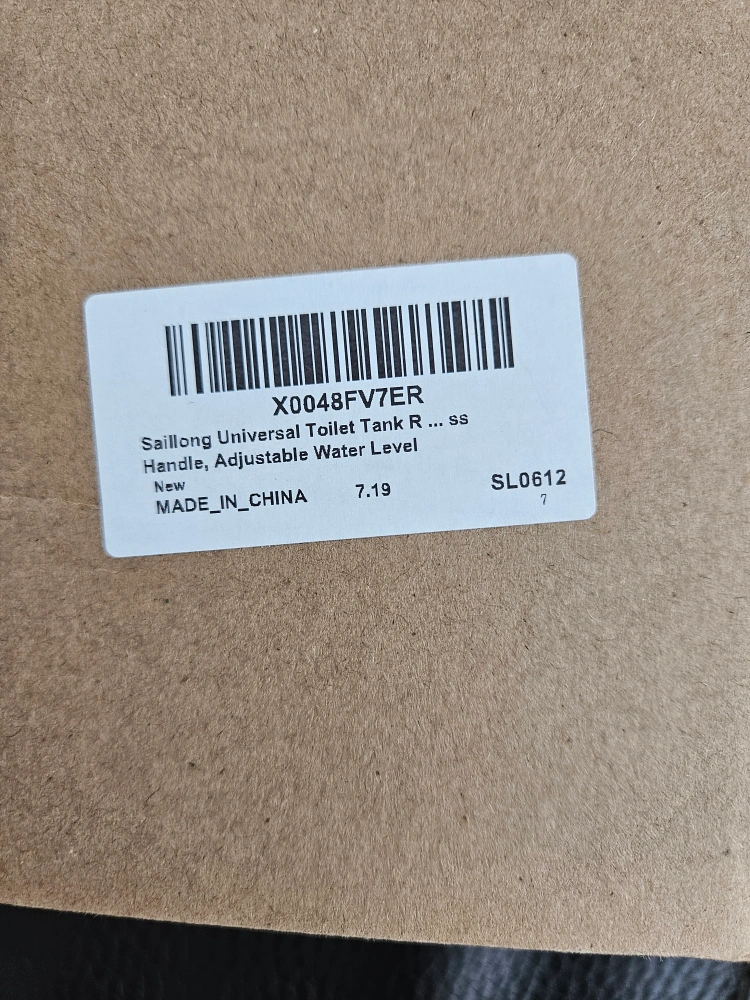 X0048FV7ER
Saillong Universal Toilet Tank R ... ss
Handle, Adjustable Water Level
New
MADE_IN_CHINA 7.19 SL0612
7